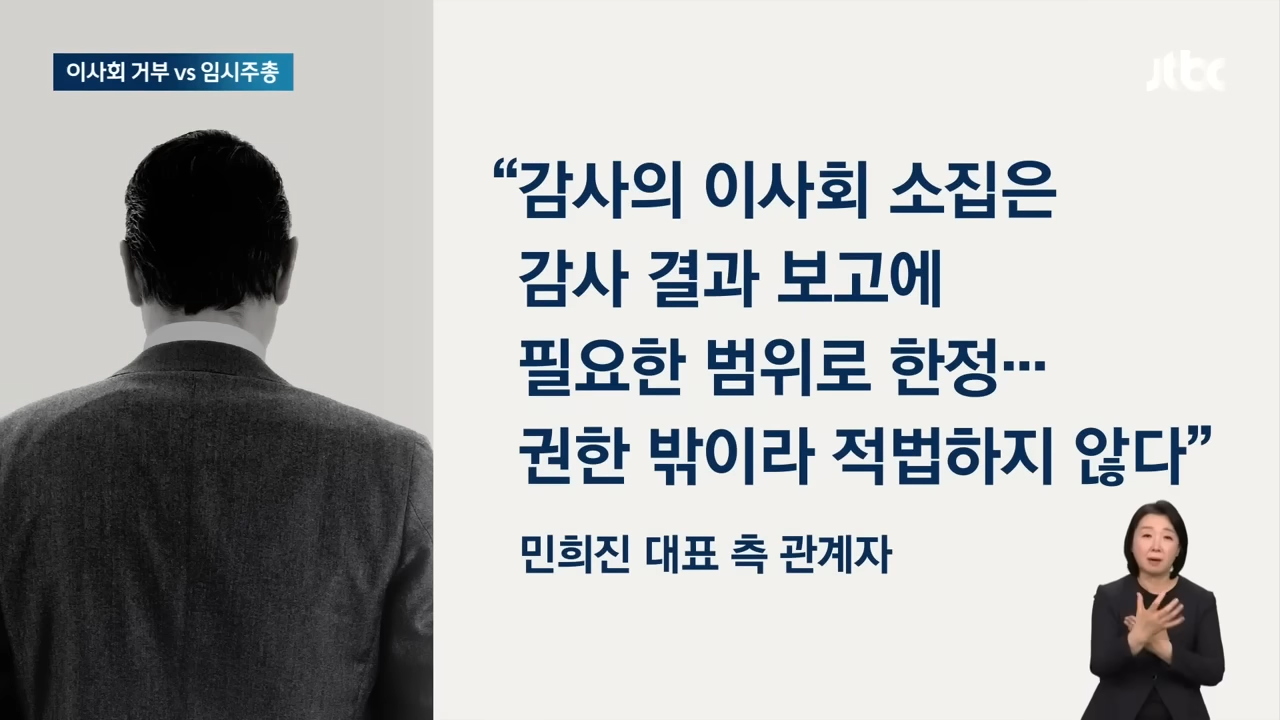 이사회 거부 vs 임시주총
jtbc
“감사의 이사회 소집은
감사 결과 보고에
필요한 범위로 한정…
권한 밖이라 적법하지 않다”
민희진 대표 측 관계자